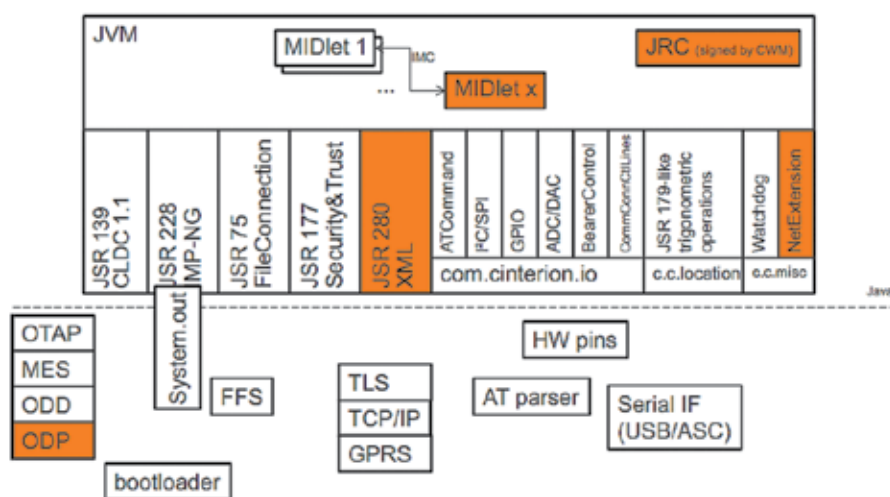 JVM
MIDlet 1
IMC
...
MIDlet x
JRC (signed by CWM)
JSR 139
CLDC 1.1
JSR 228
IMP-NG
JSR 75
FileConnection
JSR 177
Security&Trust
JSR 280
XML
ATCommand
I²C/SPI
GPIO
ADC/DAC
BearerControl
CommConnCtlLines
JSR 179-like
trigonometric
operations
Watchdog
NetExtension
com.cinterion.io
c.c.location
c.c.misc
Java
System.out
OTAP
MES
ODD
ODP
FFS
bootloader
TLS
TCP/IP
GPRS
HW pins
AT parser
Serial IF
(USB/ASC)